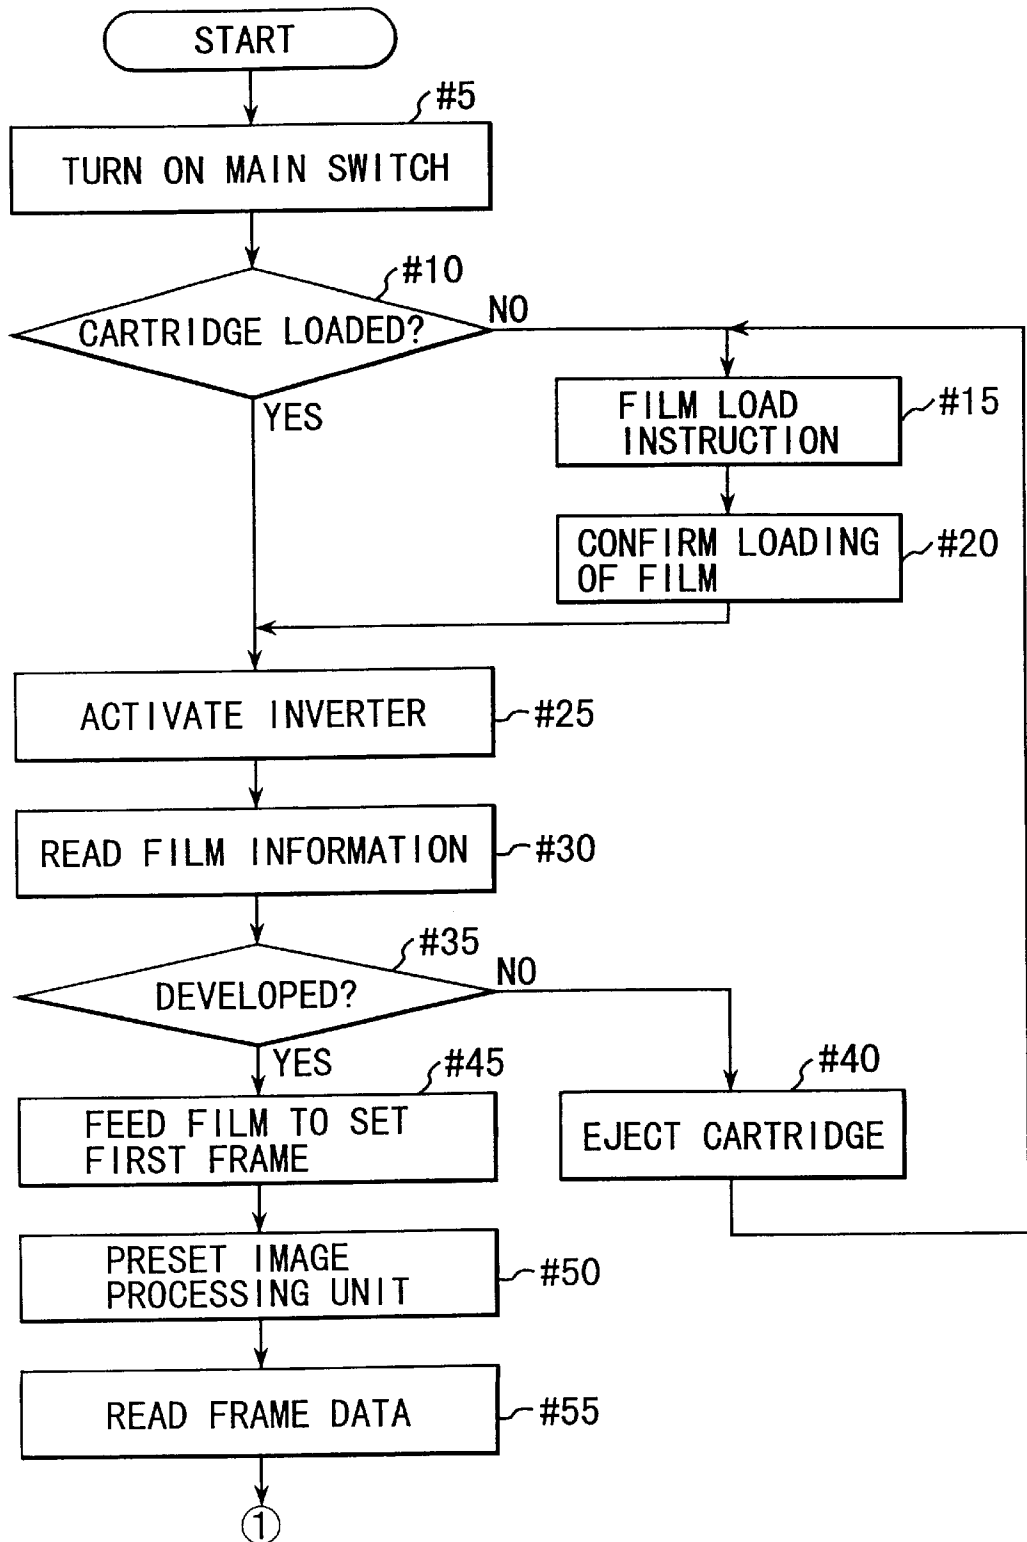 START
#5
TURN ON MAIN SWITCH
#10
CARTRIDGE LOADED?
NO
YES
FILM LOAD
INSTRUCTION
#15
CONFIRM LOADING
OF FILM
#20
ACTIVATE INVERTER
#25
READ FILM INFORMATION
#30
#35
DEVELOPED?
NO
YES
#40
EJECT CARTRIDGE
#45
FEED FILM TO SET
FIRST FRAME
PRESET IMAGE
PROCESSING UNIT
#50
READ FRAME DATA
#55
1